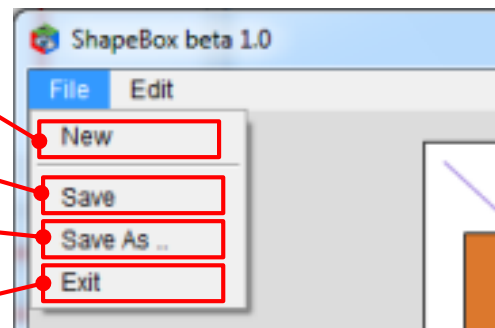 ShapeBox beta 1.0
File Edit
New
Save
Save As ..
Exit